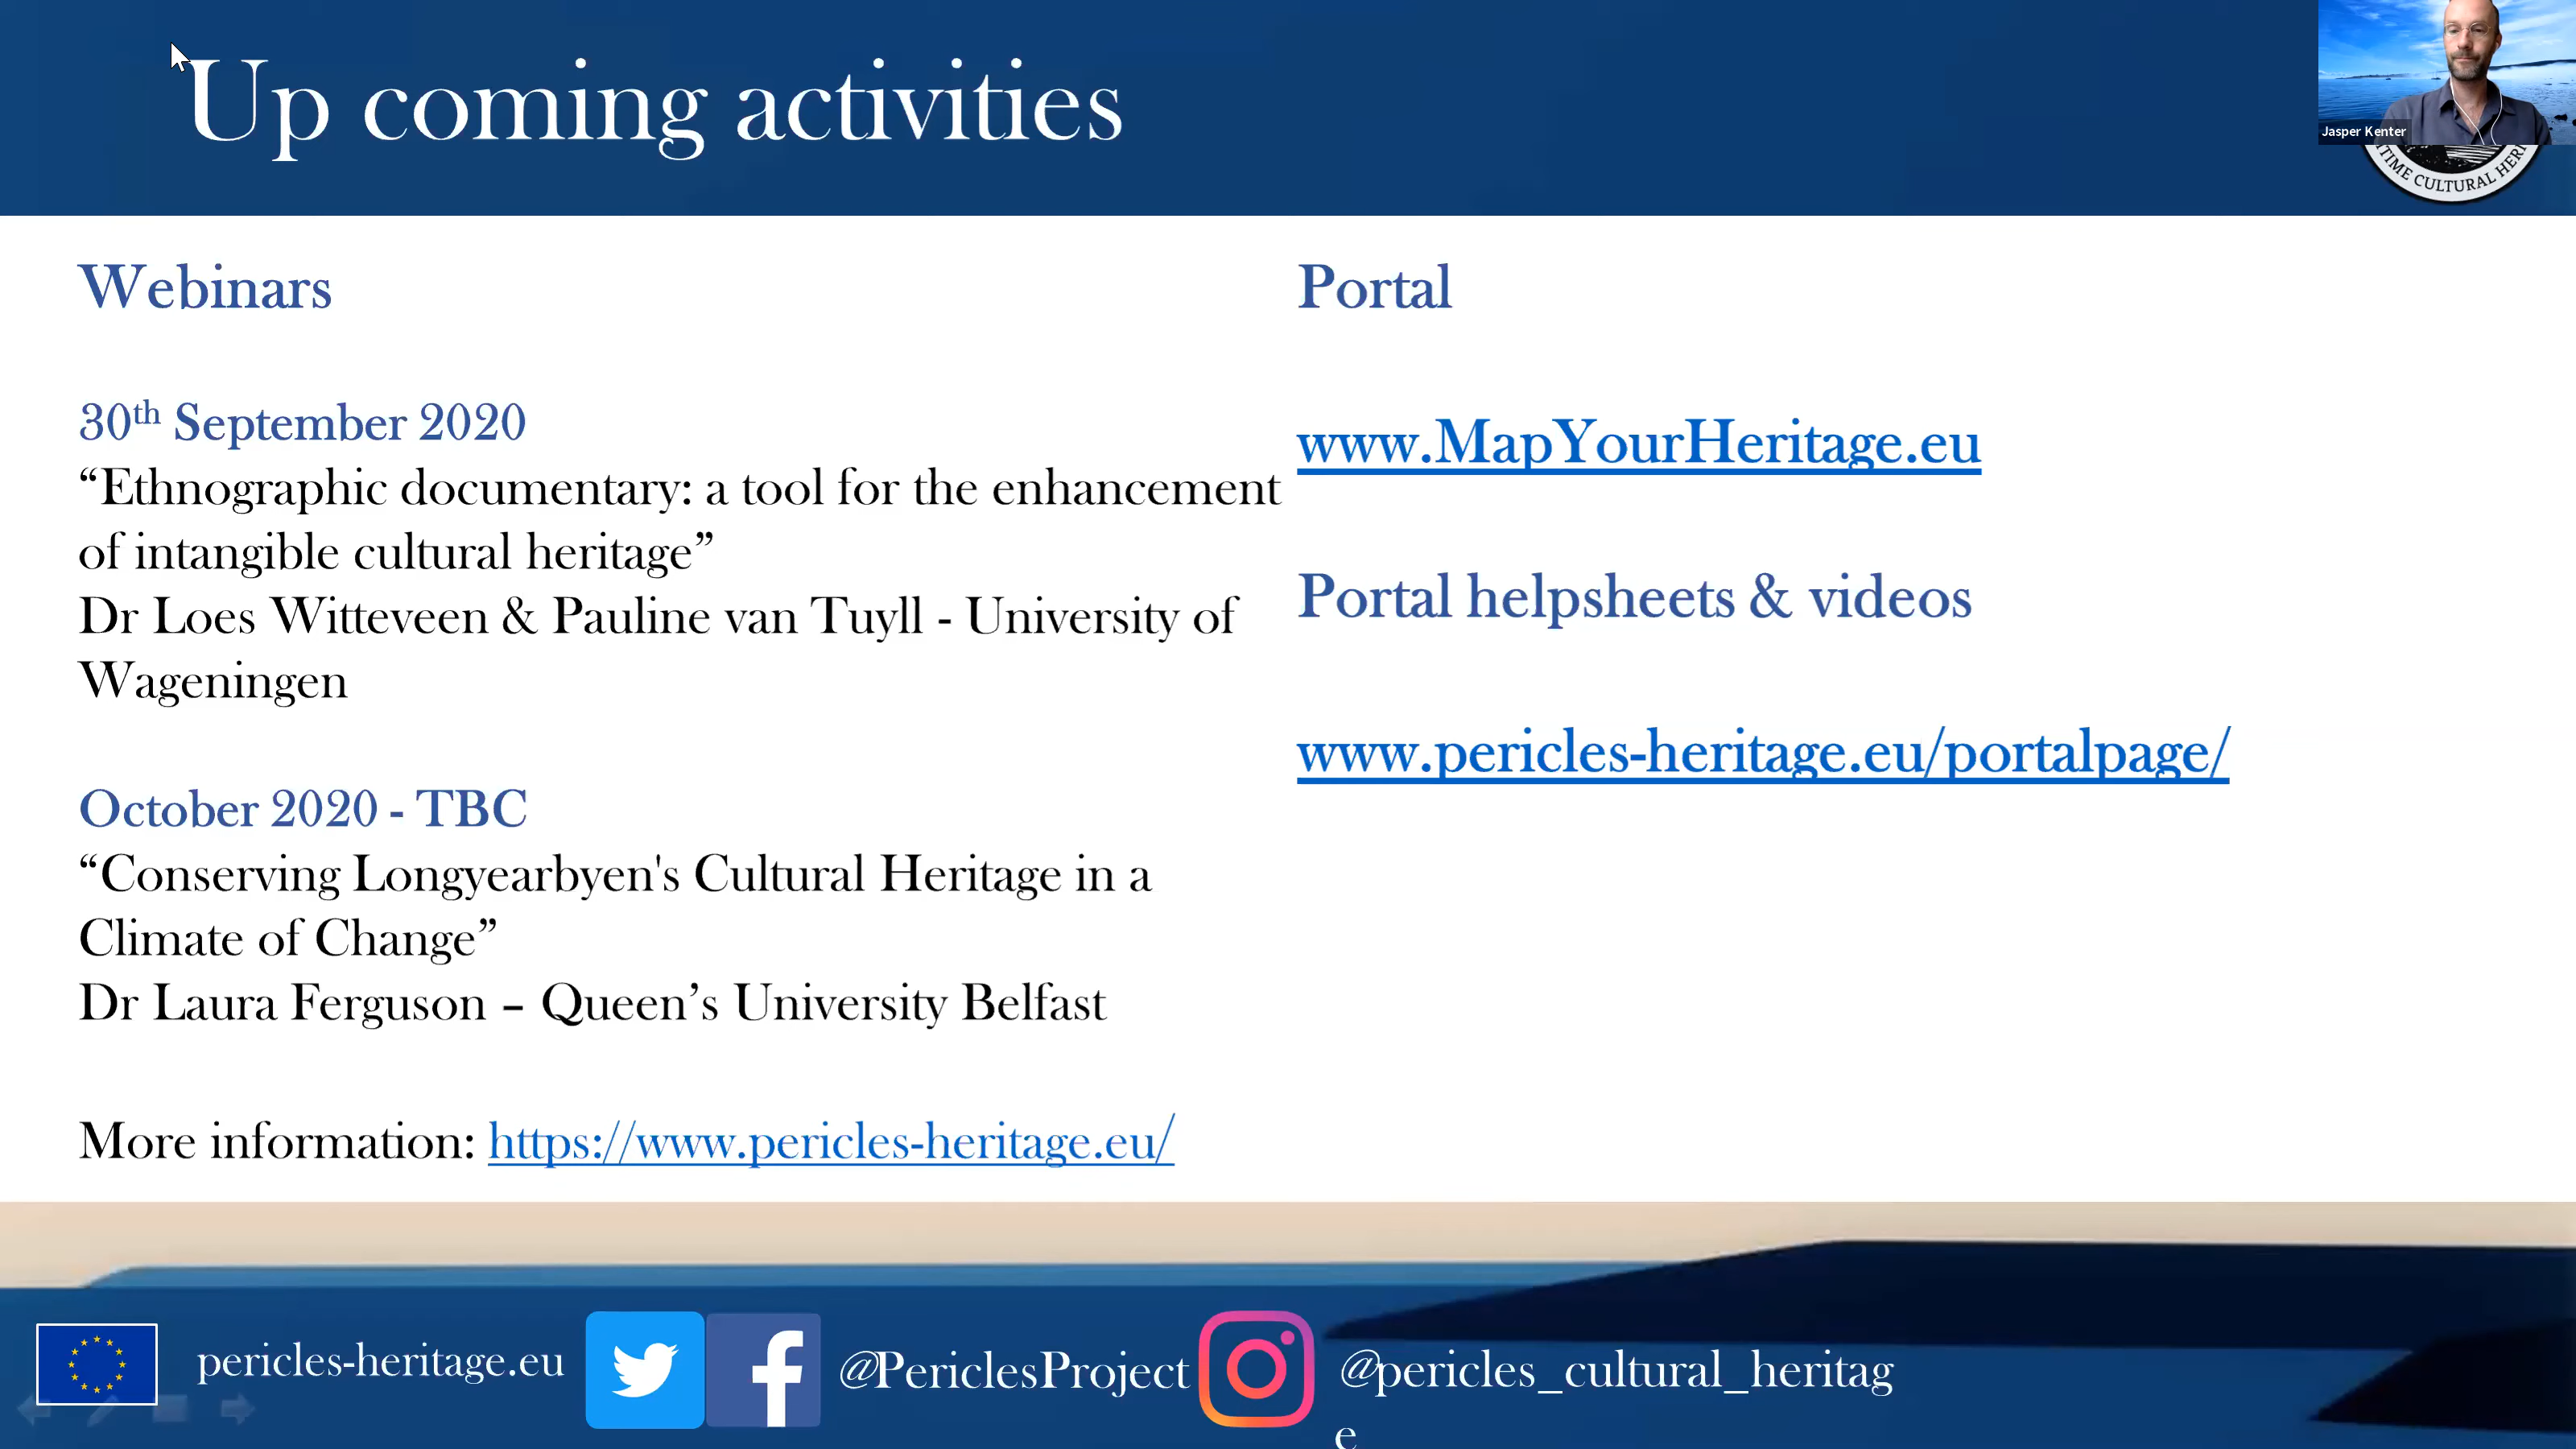 Up coming activities
Jasper Kenter
TIME CULTURAL HERI
Webinars
30th September 2020
“Ethnographic documentary: a tool for the enhancement
of intangible cultural heritage”
Dr Loes Witteveen & Pauline van Tuyll - University of
Wageningen
October 2020 - TBC
“Conserving Longyearbyen's Cultural Heritage in a
Climate of Change”
Dr Laura Ferguson – Queen’s University Belfast
More information: https://www.pericles-heritage.eu/
Portal
www.MapYourHeritage.eu
Portal helpsheets & videos
www.pericles-heritage.eu/portalpage/
pericles-heritage.eu
@PericlesProject
@pericles_cultural_heritag
e